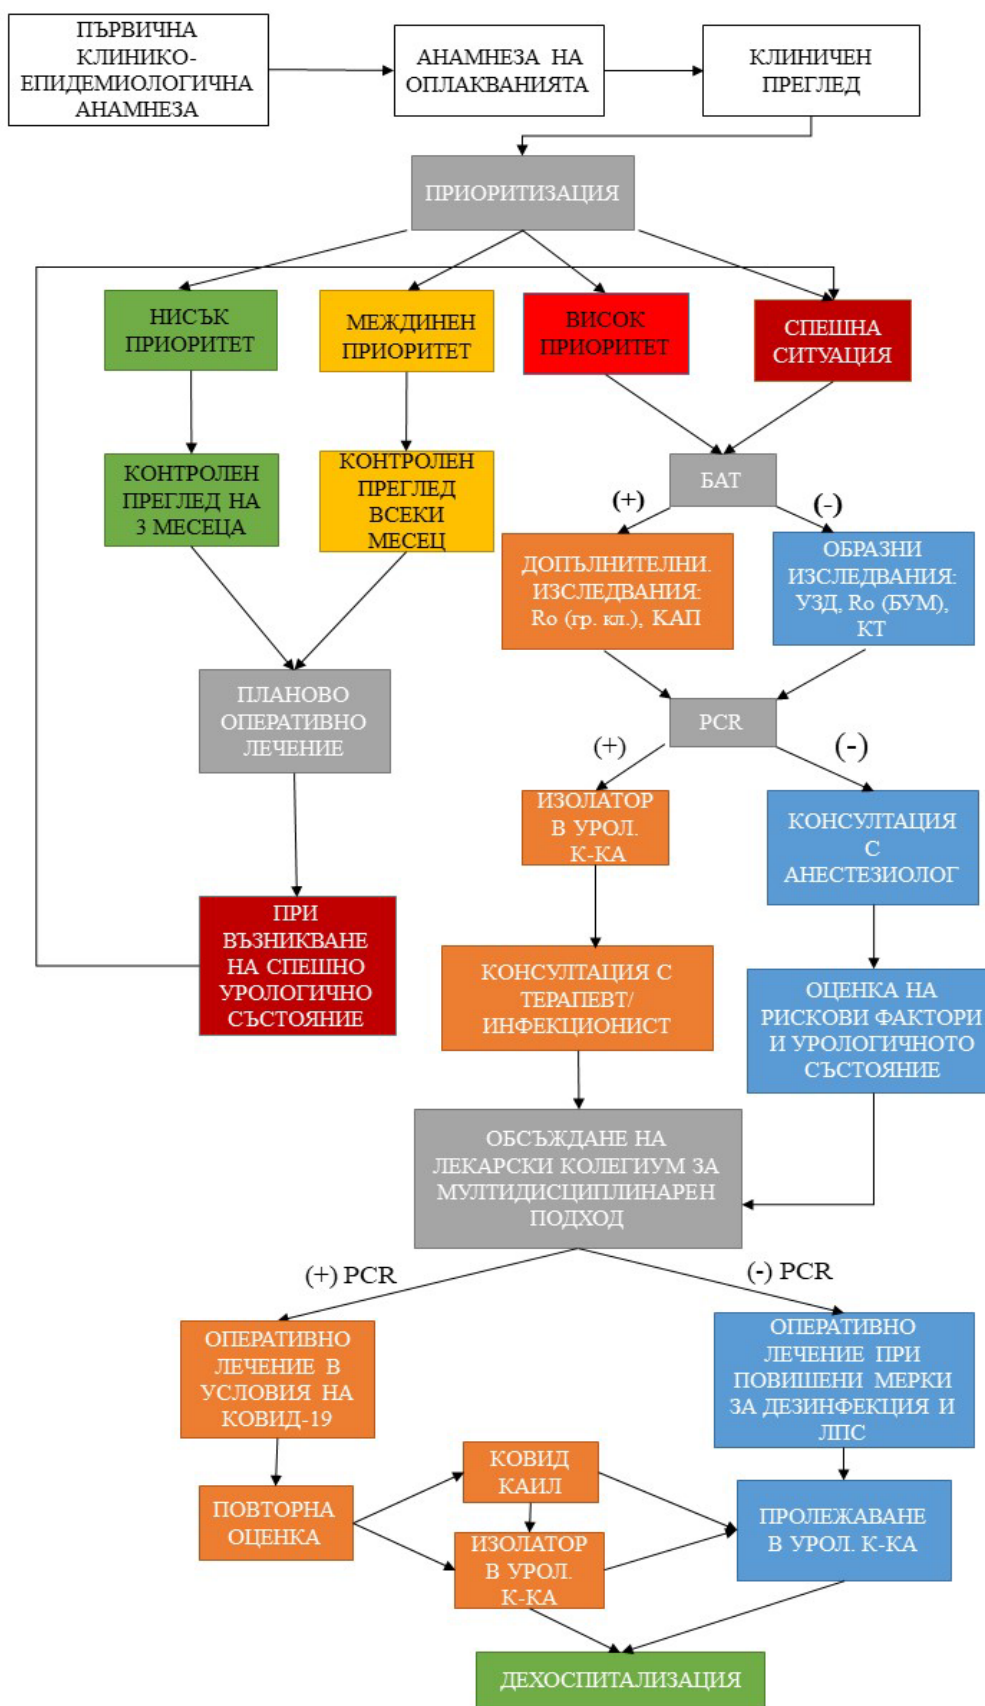 ПЪРВИЧНА
КЛИНИКО-
ЕПИДЕМИОЛОГИЧНА
АНАМНЕЗА
АНАМНЕЗА НА
ОПЛАКВАНИЯТА
КЛИНИЧЕН
ПРЕГЛЕД
ПРИОРИТИЗАЦИЯ
НИСЪК
ПРИОРИТЕТ
МЕЖДИНЕН
ПРИОРИТЕТ
ВИСОК
ПРИОРИТЕТ
СПЕШНА
СИТУАЦИЯ
КОНТРОЛЕН
ПРЕГЛЕД НА
3 МЕСЕЦА
КОНТРОЛЕН
ПРЕГЛЕД
ВСЕКИ
МЕСЕЦ
БАТ
(+)
(-)
ДОПЪЛНИТЕЛНИ.
ИЗСЛЕДВАНИЯ:
Ro (гр. кл.), КАП
ОБРАЗНИ
ИЗСЛЕДВАНИЯ:
УЗД, Ro (БУМ),
КТ
ПЛАНОВО
ОПЕРАТИВНО
ЛЕЧЕНИЕ
PCR
(+)
(-)
ИЗОЛАТОР
В УРОЛ.
К-КА
КОНСУЛТАЦИЯ
С
АНЕСТЕЗИОЛОГ
ПРИ
ВЪЗНИКВАНЕ
НА СПЕШНО
УРОЛОГИЧНО
СЪСТОЯНИЕ
КОНСУЛТАЦИЯ С
ТЕРАПЕВТ/
ИНФЕКЦИОНИСТ
ОЦЕНКА НА
РИСКОВИ ФАКТОРИ
И УРОЛОГИЧНОТО
СЪСТОЯНИЕ
ОБСЪЖДАНЕ НА
ЛЕКАРСКИ КОЛЕГИУМ ЗА
МУЛТИДИСЦИПЛИНАРЕН
ПОДХОД
(+) PCR
(-) PCR
ОПЕРАТИВНО
ЛЕЧЕНИЕ В
УСЛОВИЯ НА
КОВИД-19
ОПЕРАТИВНО
ЛЕЧЕНИЕ ПРИ
ПОВИШЕНИ МЕРКИ
ЗА ДЕЗИНФЕКЦИЯ И
ЛПС
ПОВТОРНА
ОЦЕНКА
КОВИД
КАИЛ
ИЗОЛАТОР
В УРОЛ.
К-КА
ПРОЛЕЖАВАНЕ
В УРОЛ. К-КА
ДЕХОСПИТАЛИЗАЦИЯ